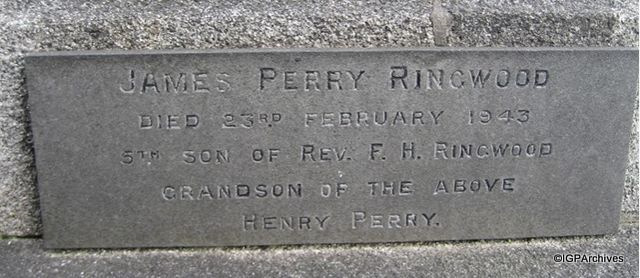 JAMES PERRY RINGWOOD
DIED 23RD FEBRUARY 1943
5TH SON OF REV. F. H. RINGWOOD
GRANDSON OF THE ABOVE
HENRY PERRY.
©IGPArchives